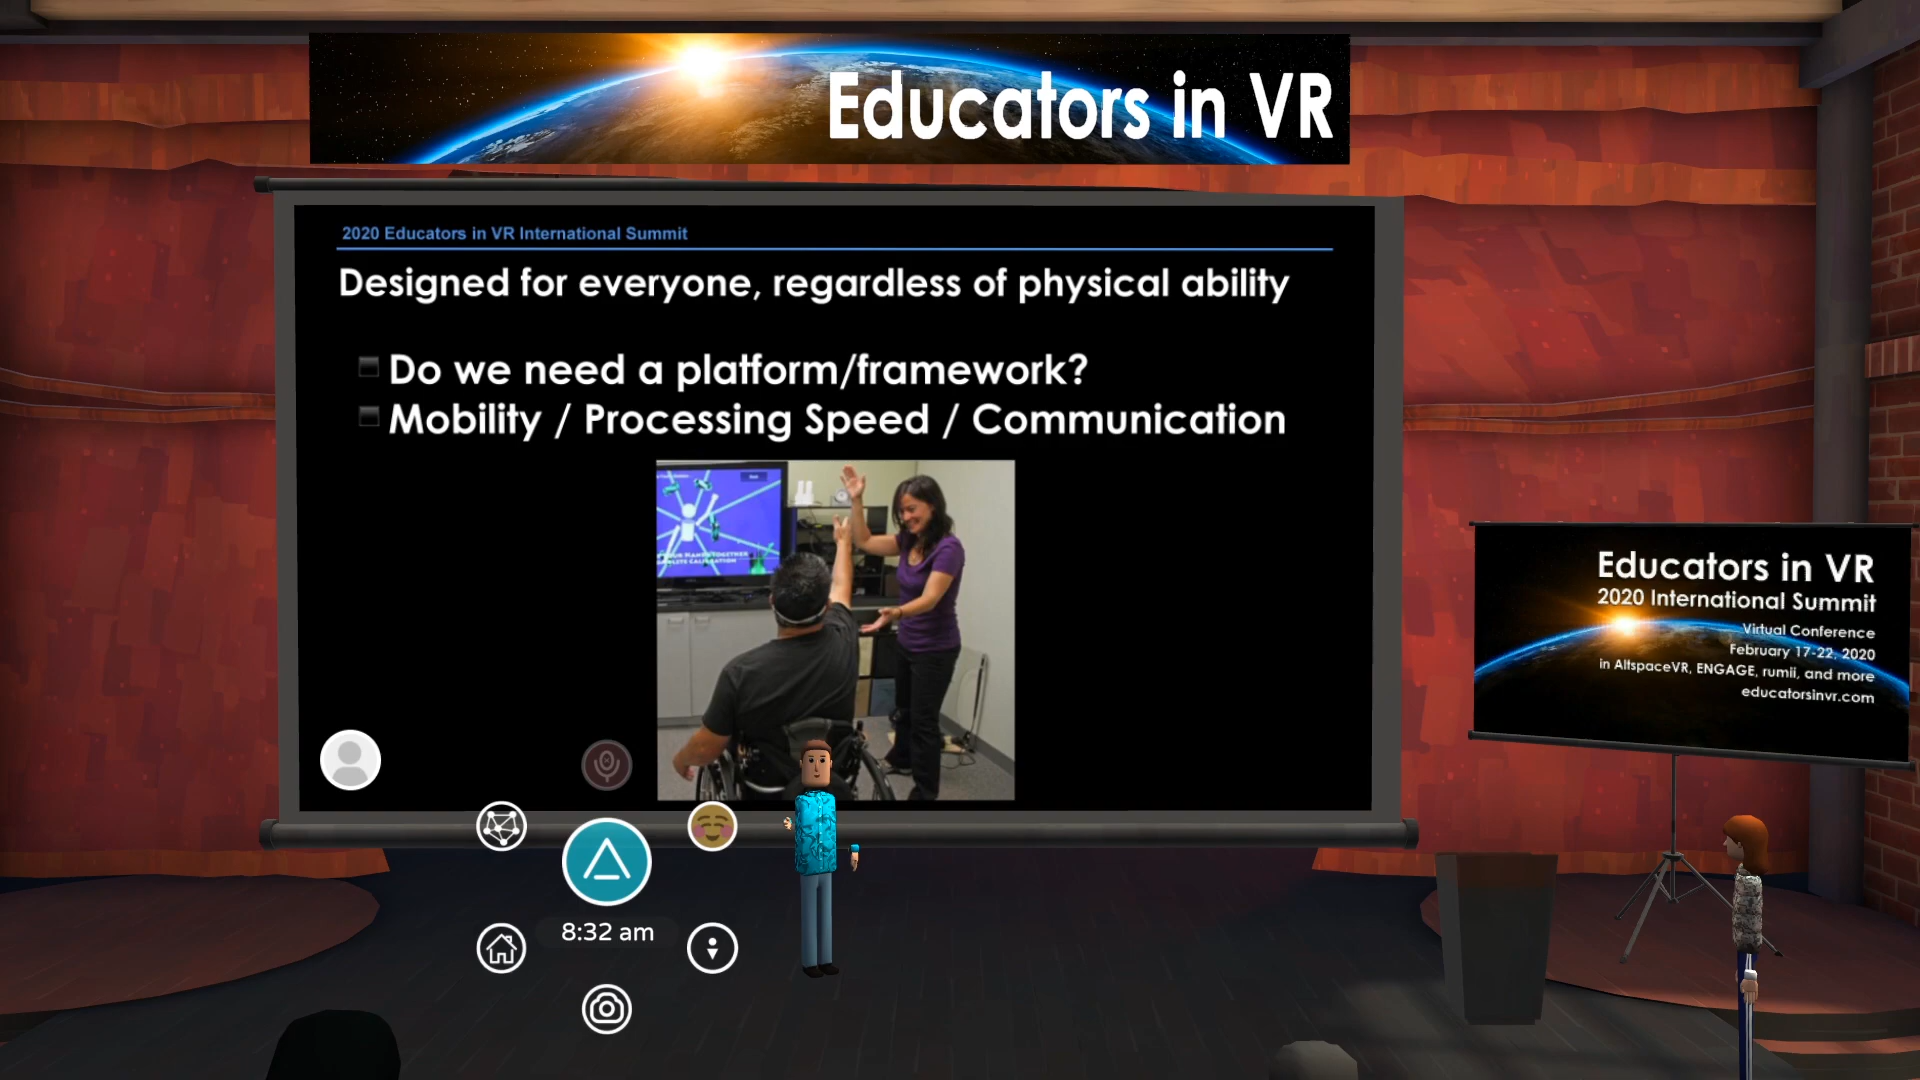 Educators in VR
2020 Educators in VR International Summit
Designed for everyone, regardless of physical ability
Do we need a platform/framework?
Mobility / Processing Speed / Communication
Educators in VR
2020 International Summit
Virtual Conference
February 17-22, 2020
in AltspaceVR, ENGAGE, rumii, and more
educatorsinvr.com
8:32 am